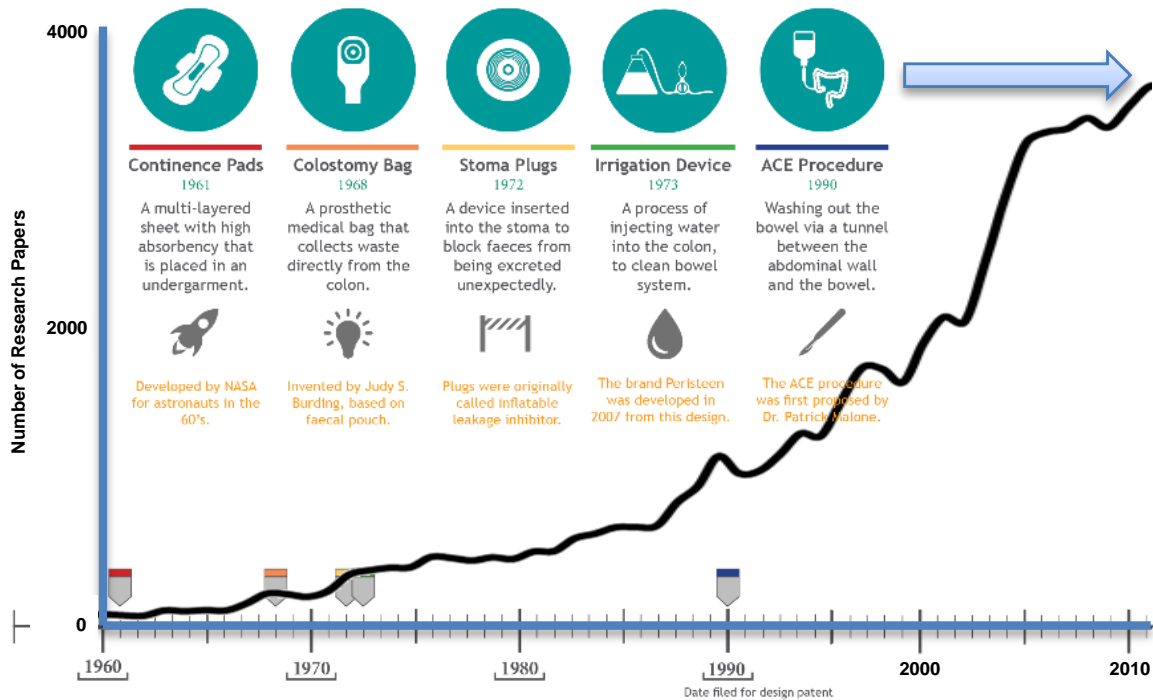 4000
Number of Research Papers
2000
0
Continence Pads
1961
A multi-layered
sheet with high
absorbency that
is placed in an
undergarment.
Developed by NASA
for astronauts in the
60's.
Colostomy Bag
1968
A prosthetic
medical bag that
collects waste
directly from the
colon.
Invented by Judy S.
Burding, based on
faecal pouch.
Stoma Plugs
1972
A device inserted
into the stoma to
block faeces from
being excreted
unexpectedly.
Plugs were originally
called inflatable
leakage inhibitor.
Irrigation Device
1973
A process of
injecting water
into the colon,
to clean bowel
system.
The brand Peristeen
was developed in
2007 from this design.
ACE Procedure
1990
Washing out the
bowel via a tunnel
between the
abdominal wall
and the bowel.
The ACE procedure
was first proposed by
Dr. Patrick Malone.
1960
1970
1980
1990
2000
2010
Date filed for design patent